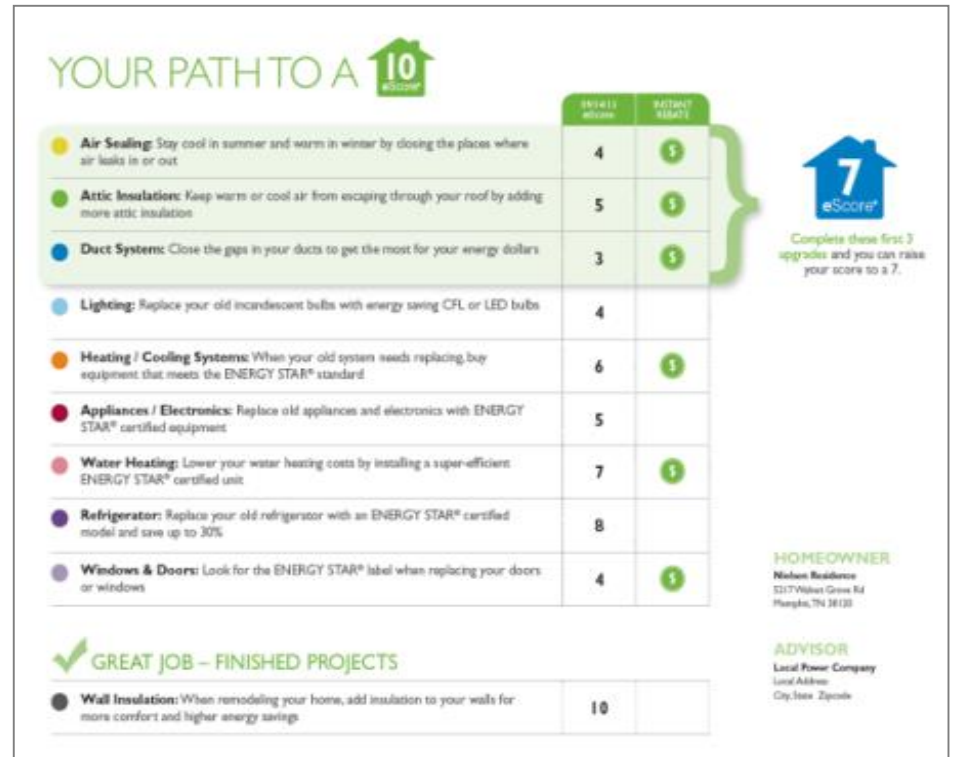 YOUR PATH TO A 10
eScore®
09/14/15 INSTANT
eScore REBATE
Air Sealing: Stay cool in summer and warm in winter by closing the places where
air leaks in or out
4 $
Attic Insulation: Keep warm or cool air from escaping through your roof by adding
more attic insulation
5 $
Duct System: Close the gaps in your ducts to get the most for your energy dollars
3 $
7
eScore®
Complete these first 3
upgrades and you can raise
your score to a 7.
Lighting: Replace your old incandescent bulbs with energy saving CFL or LED bulbs
4
Heating / Cooling Systems: When your old system needs replacing, buy
equipment that meets the ENERGY STAR® standard
6 $
Appliances / Electronics: Replace old appliances and electronics with ENERGY
STAR® certified equipment
5
Water Heating: Lower your water heating costs by installing a super-efficient
ENERGY STAR® certified unit
7 $
Refrigerator: Replace your old refrigerator with an ENERGY STAR® certified
model and save up to 30%
8
Windows & Doors: Look for the ENERGY STAR® label when replacing your doors
or windows
4 $
HOMEOWNER
Nielsen Residence
5217 Walnut Grove Rd
Memphis, TN 38120
ADVISOR
Local Power Company
Local Address
City, State Zipcode
GREAT JOB – FINISHED PROJECTS
Wall Insulation: When remodeling your home, add insulation to your walls for
more comfort and higher energy savings
10